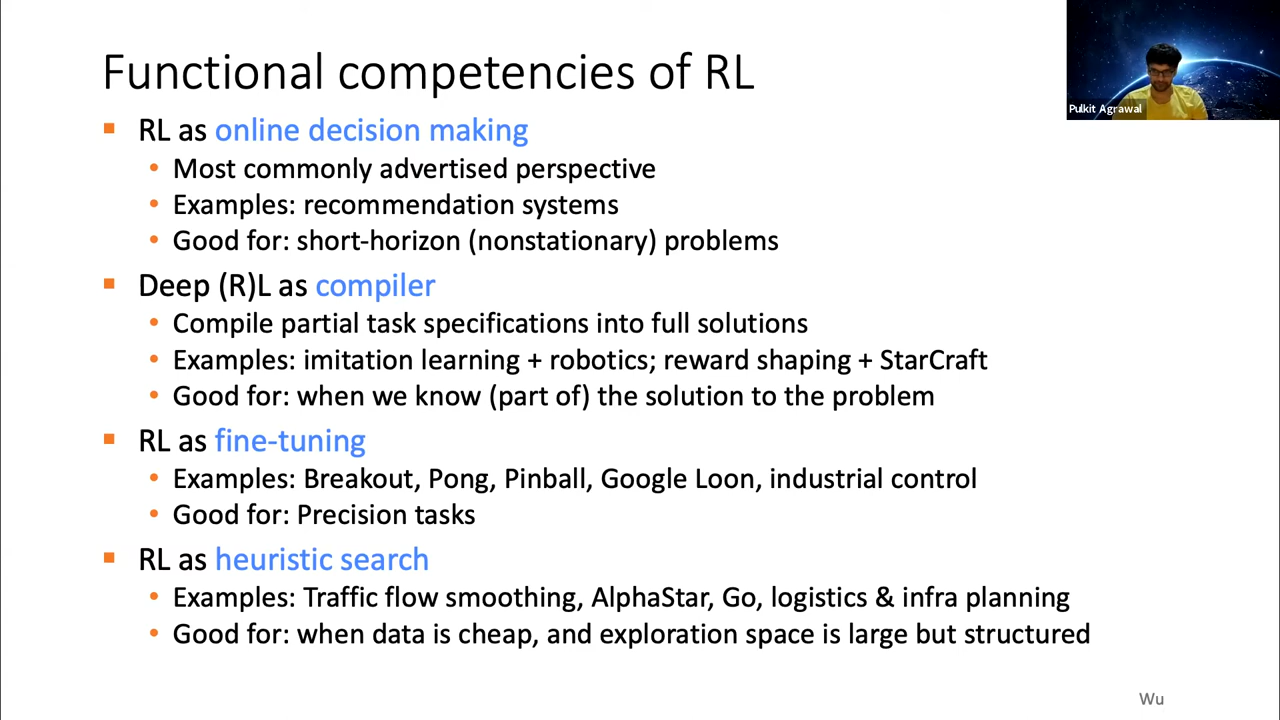 Functional competencies of RL
Pulkit Agrawal
▪ RL as online decision making
• Most commonly advertised perspective
• Examples: recommendation systems
• Good for: short-horizon (nonstationary) problems
▪ Deep (R)L as compiler
• Compile partial task specifications into full solutions
• Examples: imitation learning + robotics; reward shaping + StarCraft
• Good for: when we know (part of) the solution to the problem
▪ RL as fine-tuning
• Examples: Breakout, Pong, Pinball, Google Loon, industrial control
• Good for: Precision tasks
▪ RL as heuristic search
• Examples: Traffic flow smoothing, AlphaStar, Go, logistics & infra planning
• Good for: when data is cheap, and exploration space is large but structured
Wu